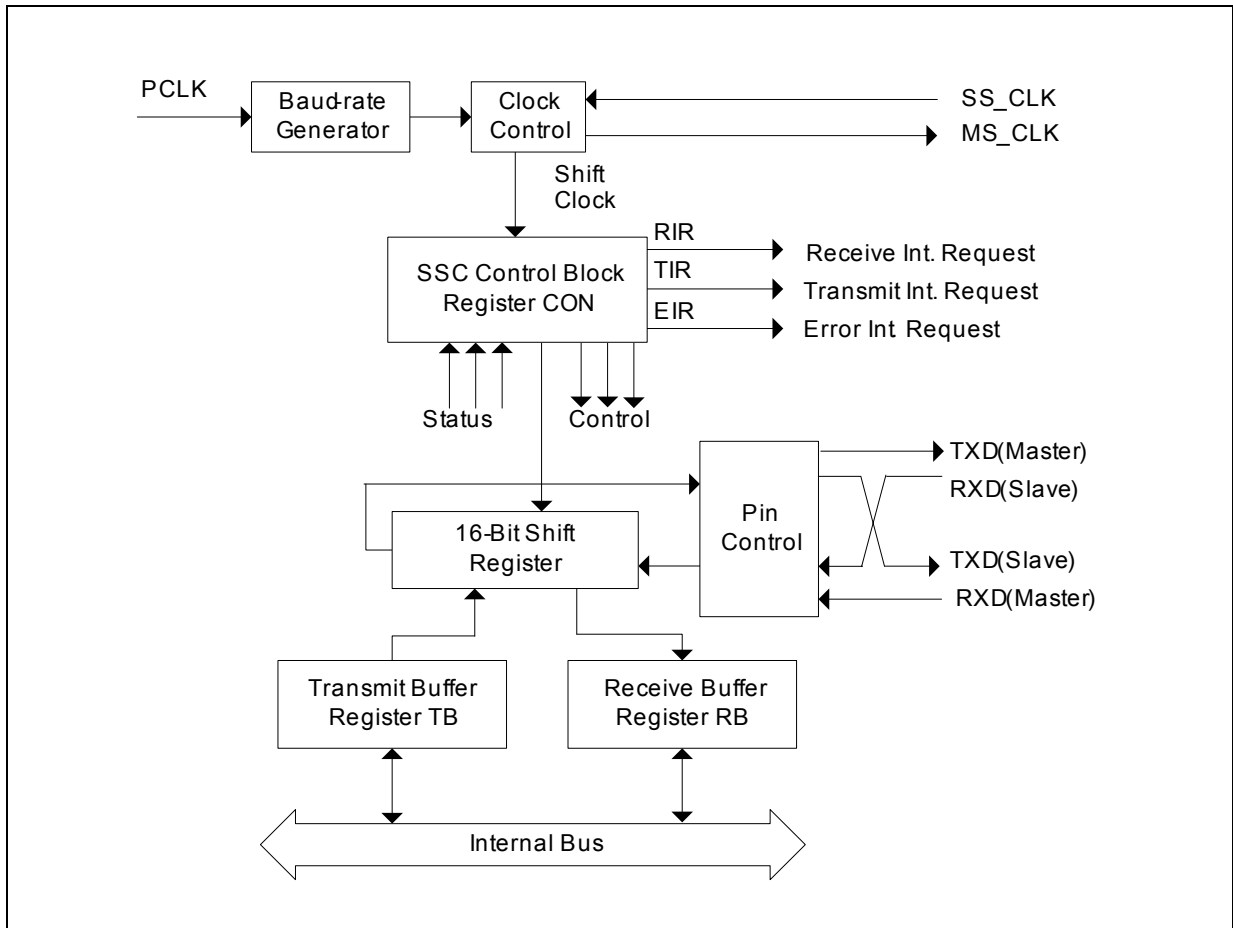 PCLK
Baud-rate
Generator
Clock
Control
SS_CLK
MS_CLK
Shift
Clock
SSC Control Block
Register CON
RIR
TIR
EIR
Receive Int. Request
Transmit Int. Request
Error Int. Request
Status
Control
16-Bit Shift
Register
Pin
Control
TXD(Master)
RXD(Slave)
TXD(Slave)
RXD(Master)
Transmit Buffer
Register TB
Receive Buffer
Register RB
Internal Bus